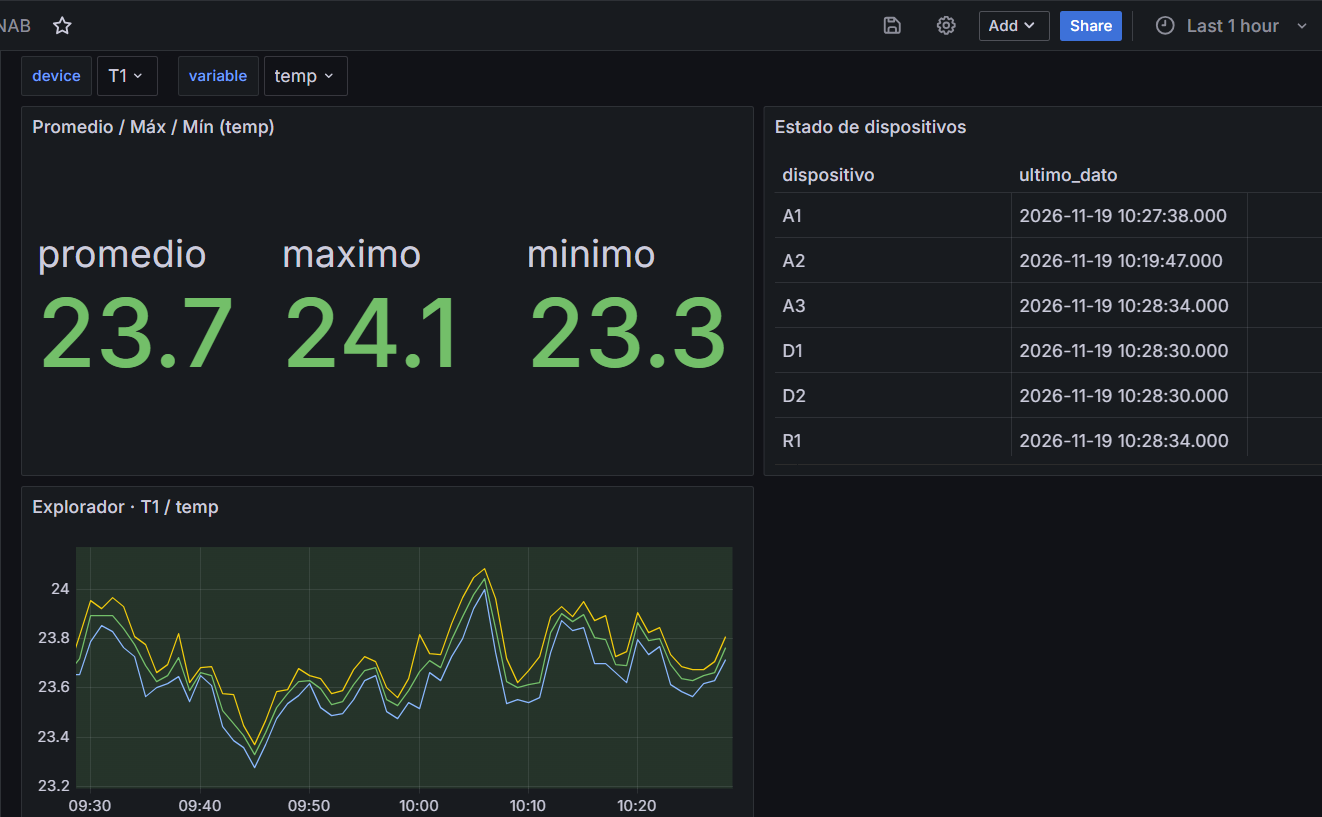 NAB Add Share Last 1 hour
device T1 variable temp
Promedio / Máx / Mín (temp)
promedio maximo minimo
23.7 24.1 23.3
Estado de dispositivos
dispositivo ultimo_dato
A1 2026-11-19 10:27:38.000
A2 2026-11-19 10:19:47.000
A3 2026-11-19 10:28:34.000
D1 2026-11-19 10:28:30.000
D2 2026-11-19 10:28:30.000
R1 2026-11-19 10:28:34.000
Explorador · T1 / temp
24
23.8
23.6
23.4
23.2
09:30 09:40 09:50 10:00 10:10 10:20